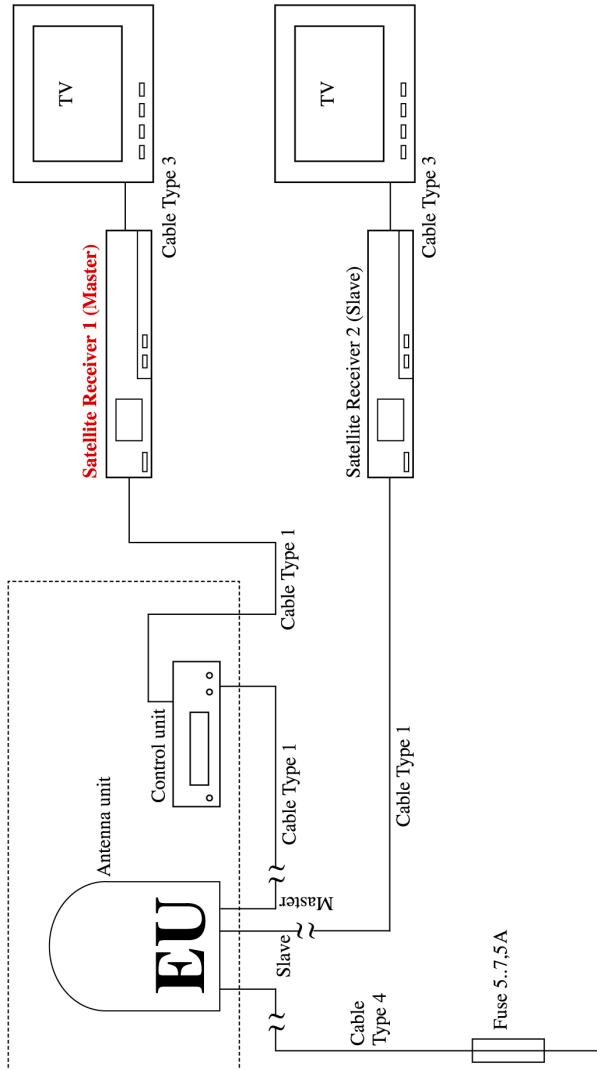 TV
TV
Cable Type 3
Cable Type 3
Satellite Receiver 1 (Master)
Satellite Receiver 2 (Slave)
Cable Type 1
Control unit
Cable Type 1
Cable Type 1
Antenna unit
EU
Master
Slave
Cable
Type 4
Fuse 5..7,5 A